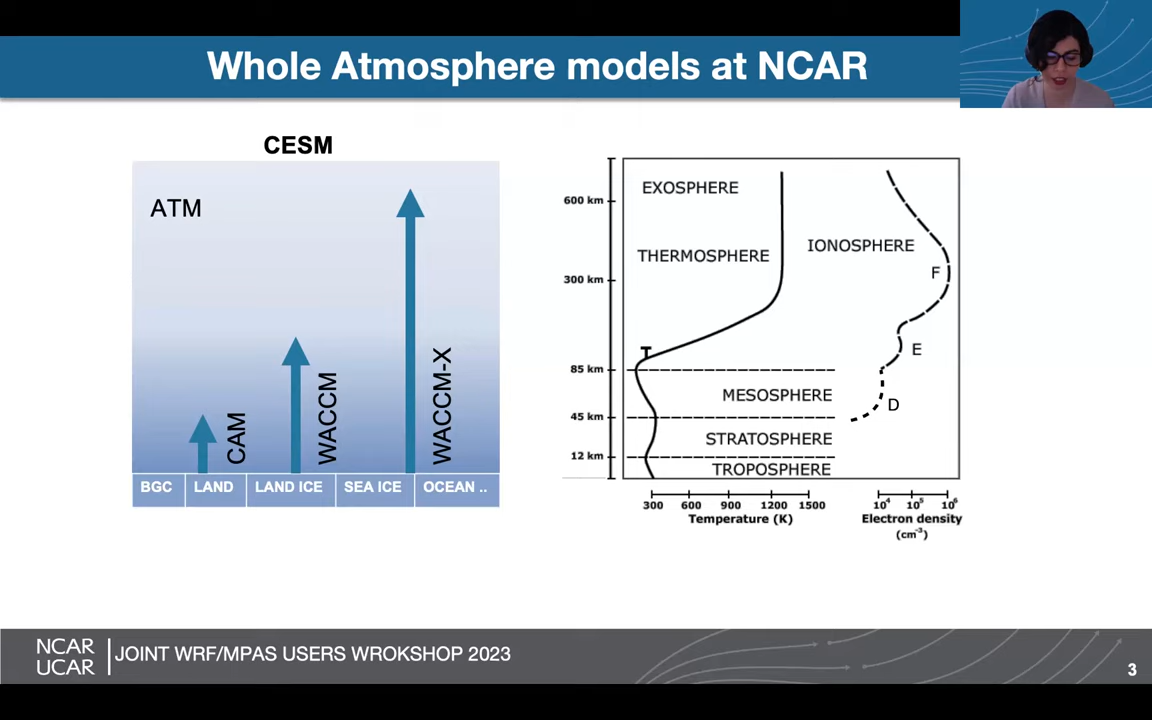 Whole Atmosphere models at NCAR
CESM
ATM
CAM
WACCM
WACCM-X
BGC
LAND
LAND ICE
SEA ICE
OCEAN ..
600 km
300 km
85 km
45 km
12 km
EXOSPHERE
THERMOSPHERE
IONOSPHERE
F
E
T
MESOSPHERE
D
STRATOSPHERE
TROPOSPHERE
300 600 900 1200 1500
Temperature (K)
10⁴ 10⁵ 10⁶
Electron density
(cm⁻³)
NCAR
UCAR
JOINT WRF/MPAS USERS WROKSHOP 2023
3